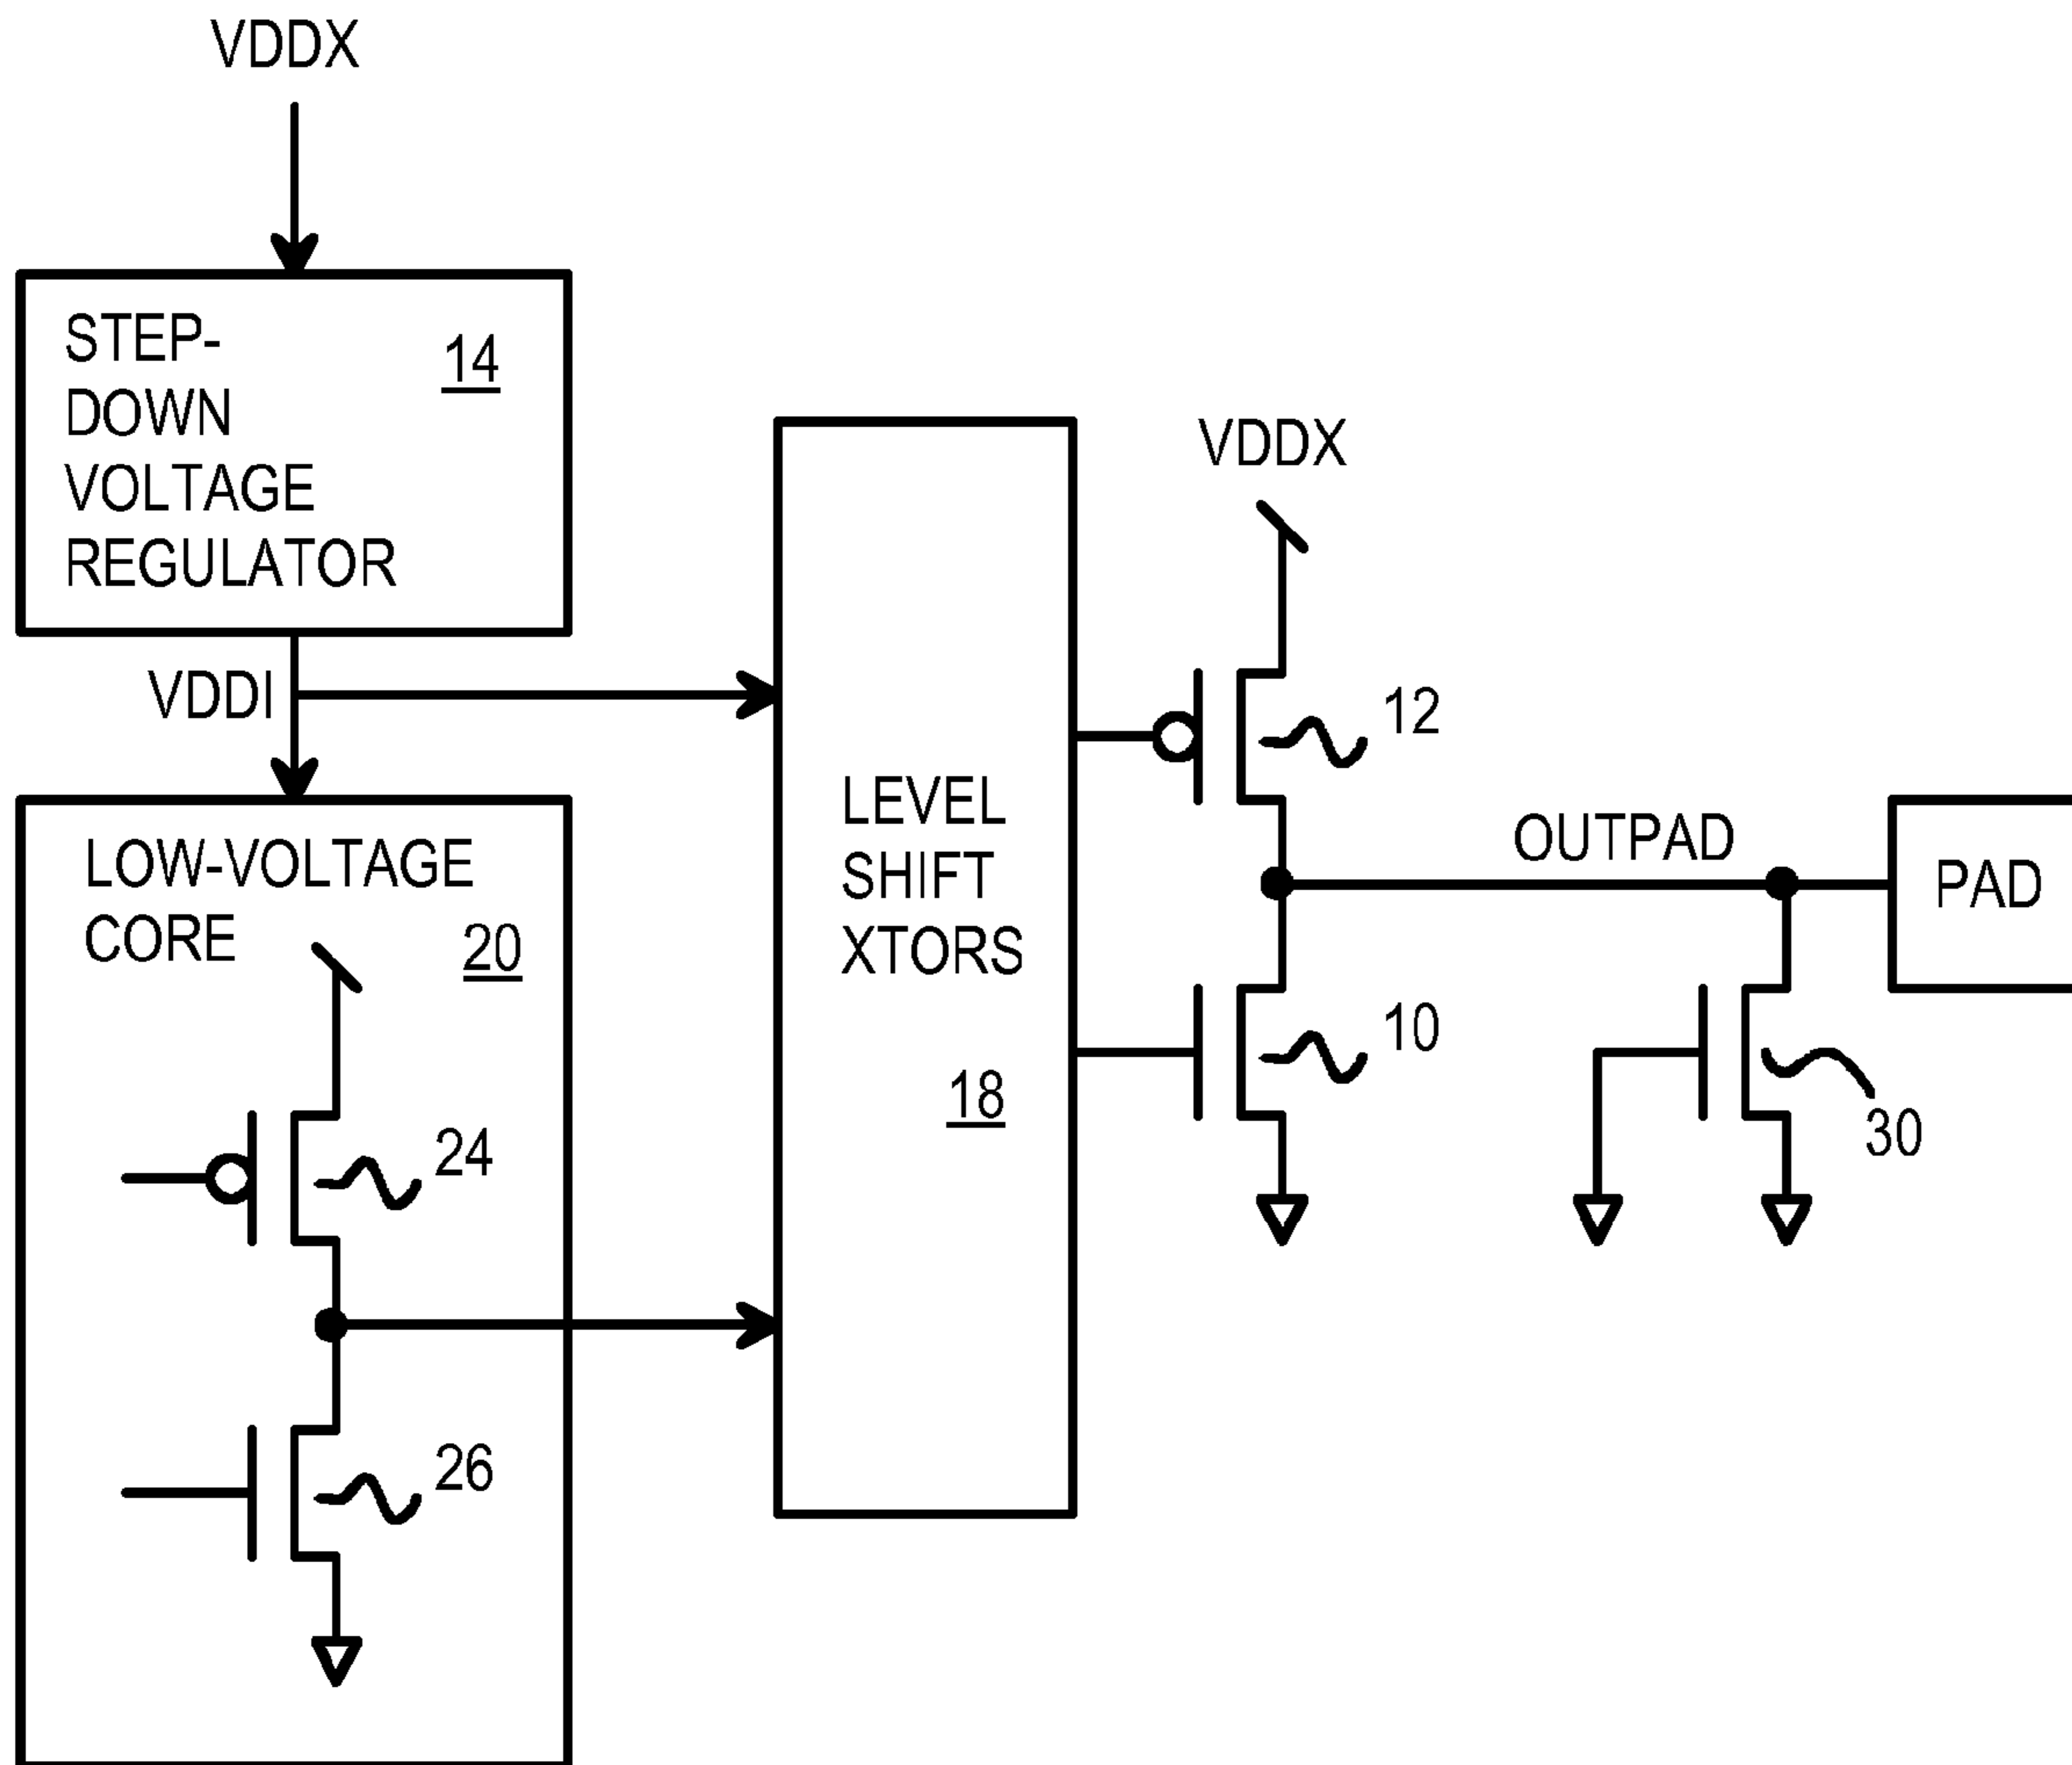 VDDX
STEP-
DOWN
VOLTAGE
REGULATOR
14
VDDI
LOW-VOLTAGE
CORE
20
24
26
LEVEL
SHIFT
XTORS
18
VDDX
12
10
OUTPAD
PAD
30